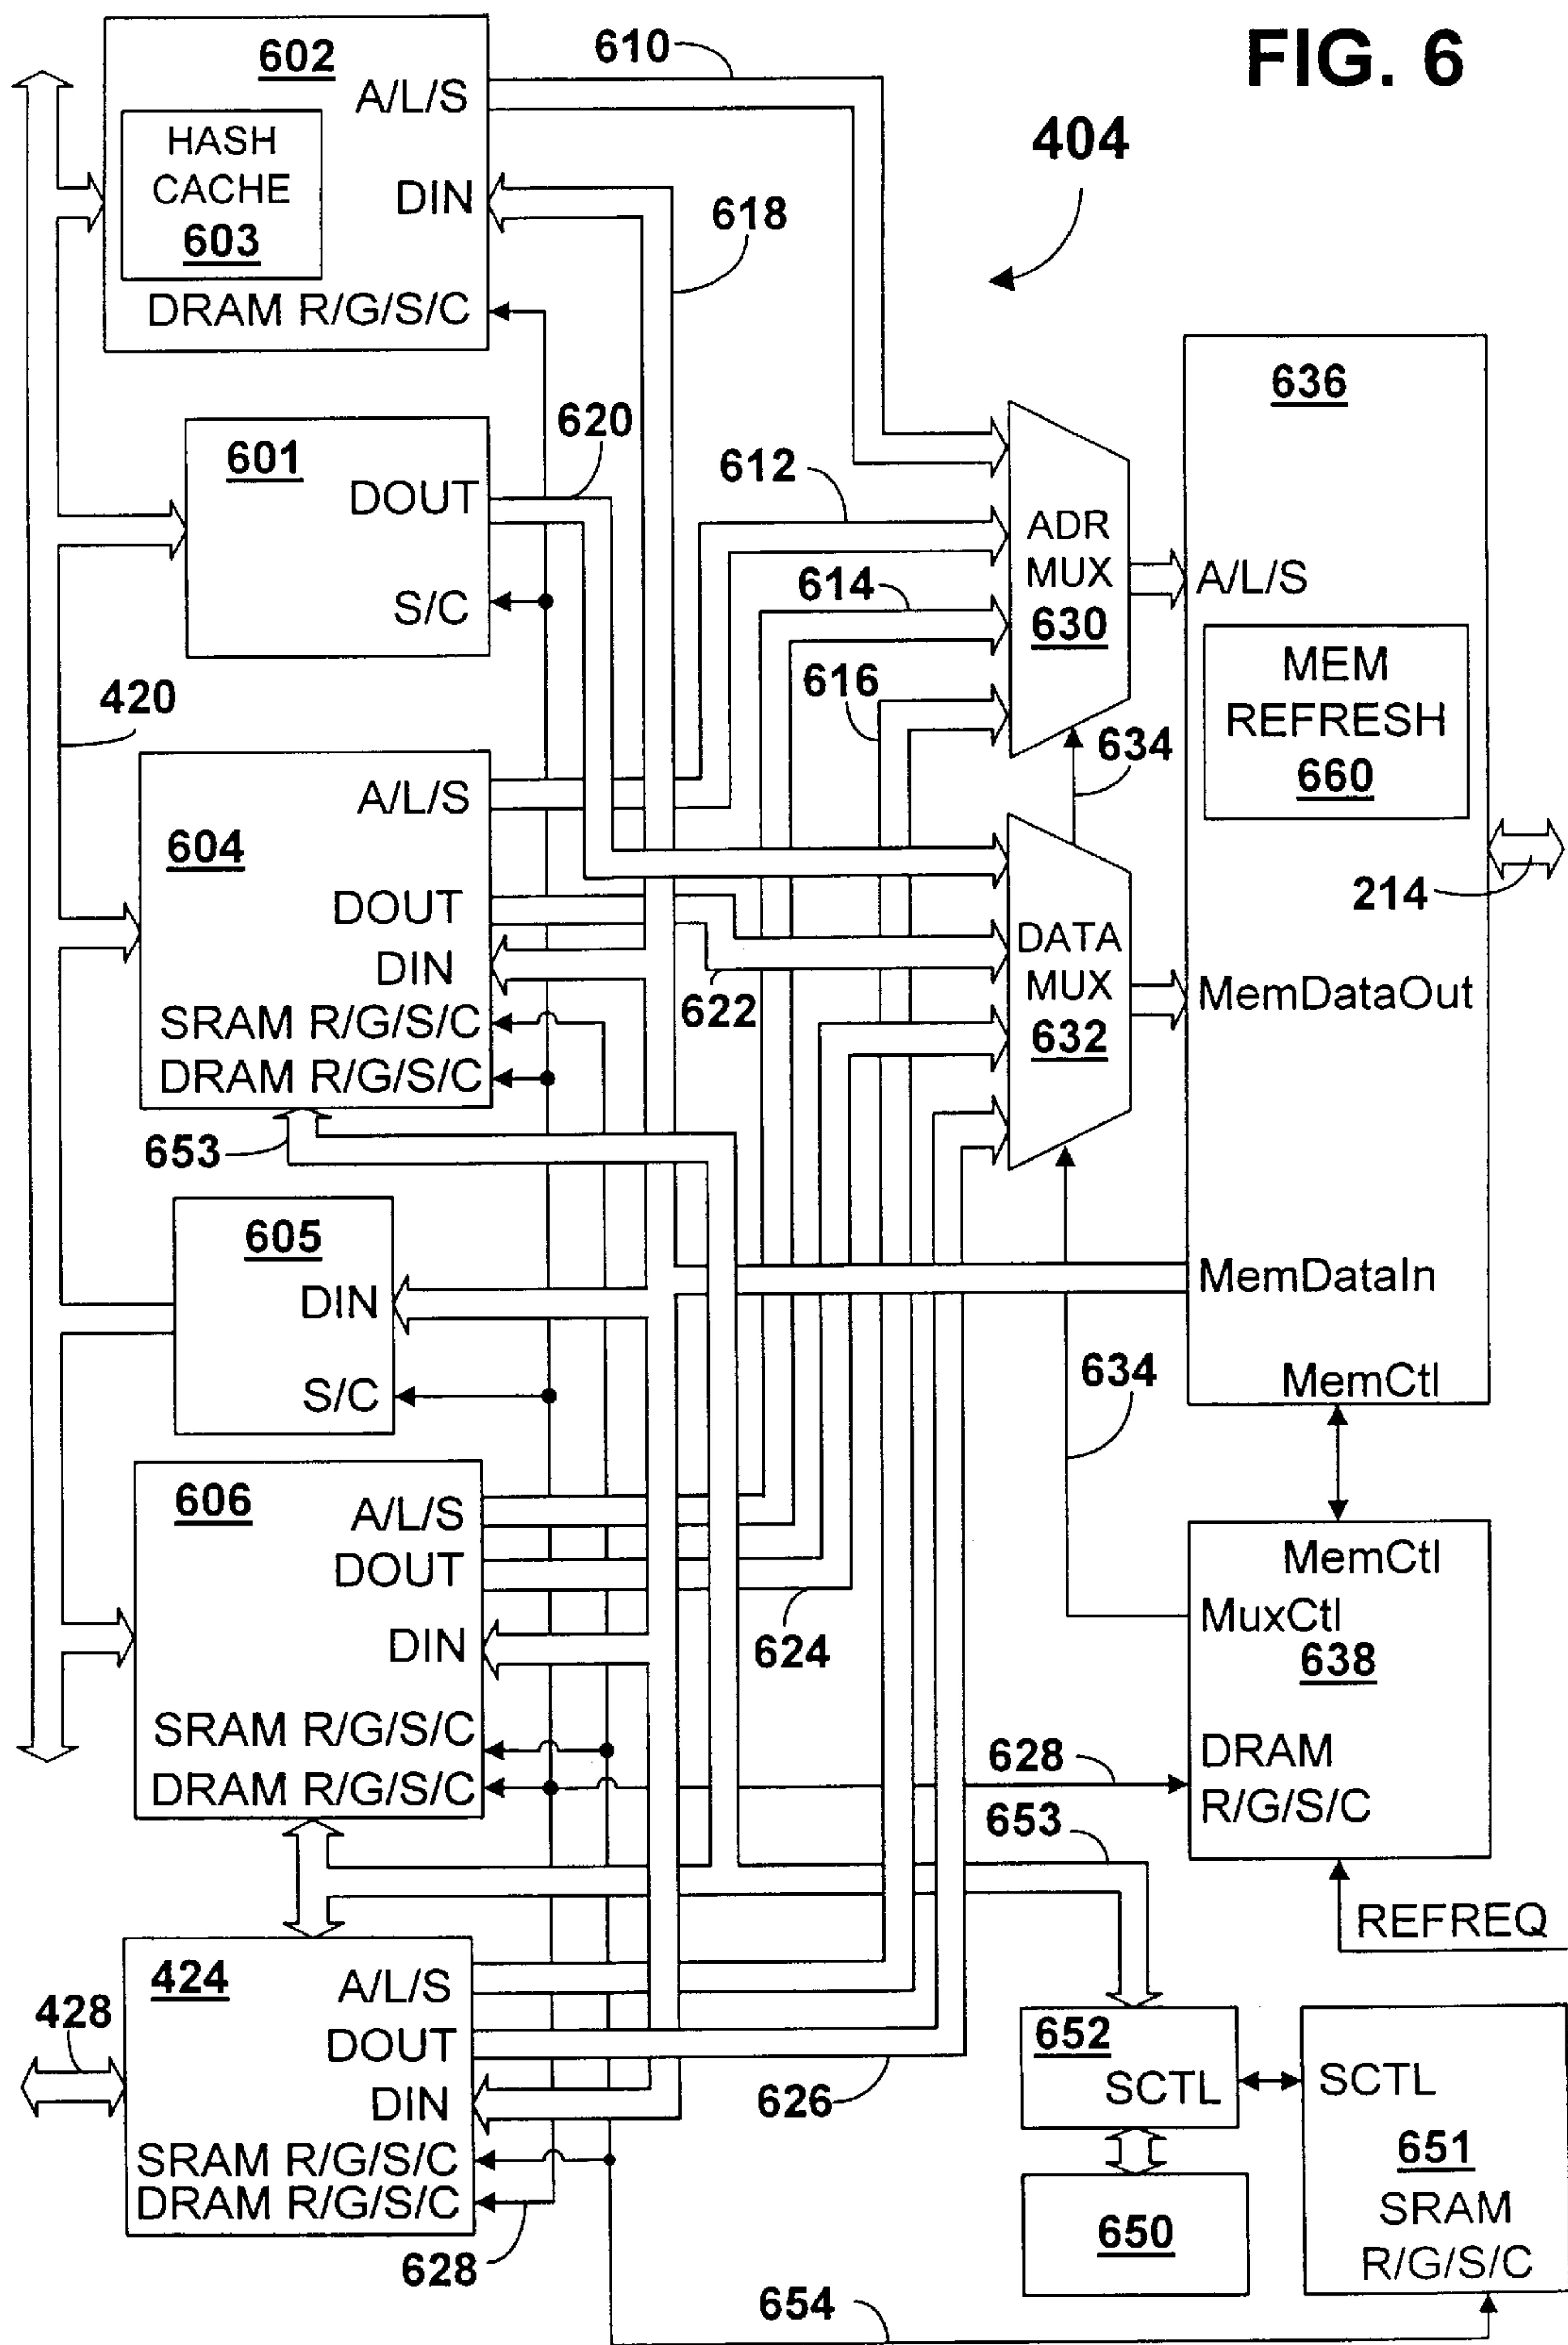 FIG. 6
404
602
A/L/S
HASH
CACHE
603
DIN
DRAM R/G/S/C
610
618
601
DOUT
S/C
620
612
614
616
ADR
MUX
630
634
636
A/L/S
MEM
REFRESH
660
214
420
604
A/L/S
DOUT
DIN
SRAM R/G/S/C
DRAM R/G/S/C
622
DATA
MUX
632
MemDataOut
653
605
DIN
S/C
MemDataIn
634
MemCtl
606
A/L/S
DOUT
DIN
SRAM R/G/S/C
DRAM R/G/S/C
624
MemCtl
MuxCtl
638
DRAM
R/G/S/C
628
653
REFREQ
424
A/L/S
DOUT
DIN
SRAM R/G/S/C
DRAM R/G/S/C
428
626
628
652
SCTL
SCTL
651
SRAM
R/G/S/C
650
654